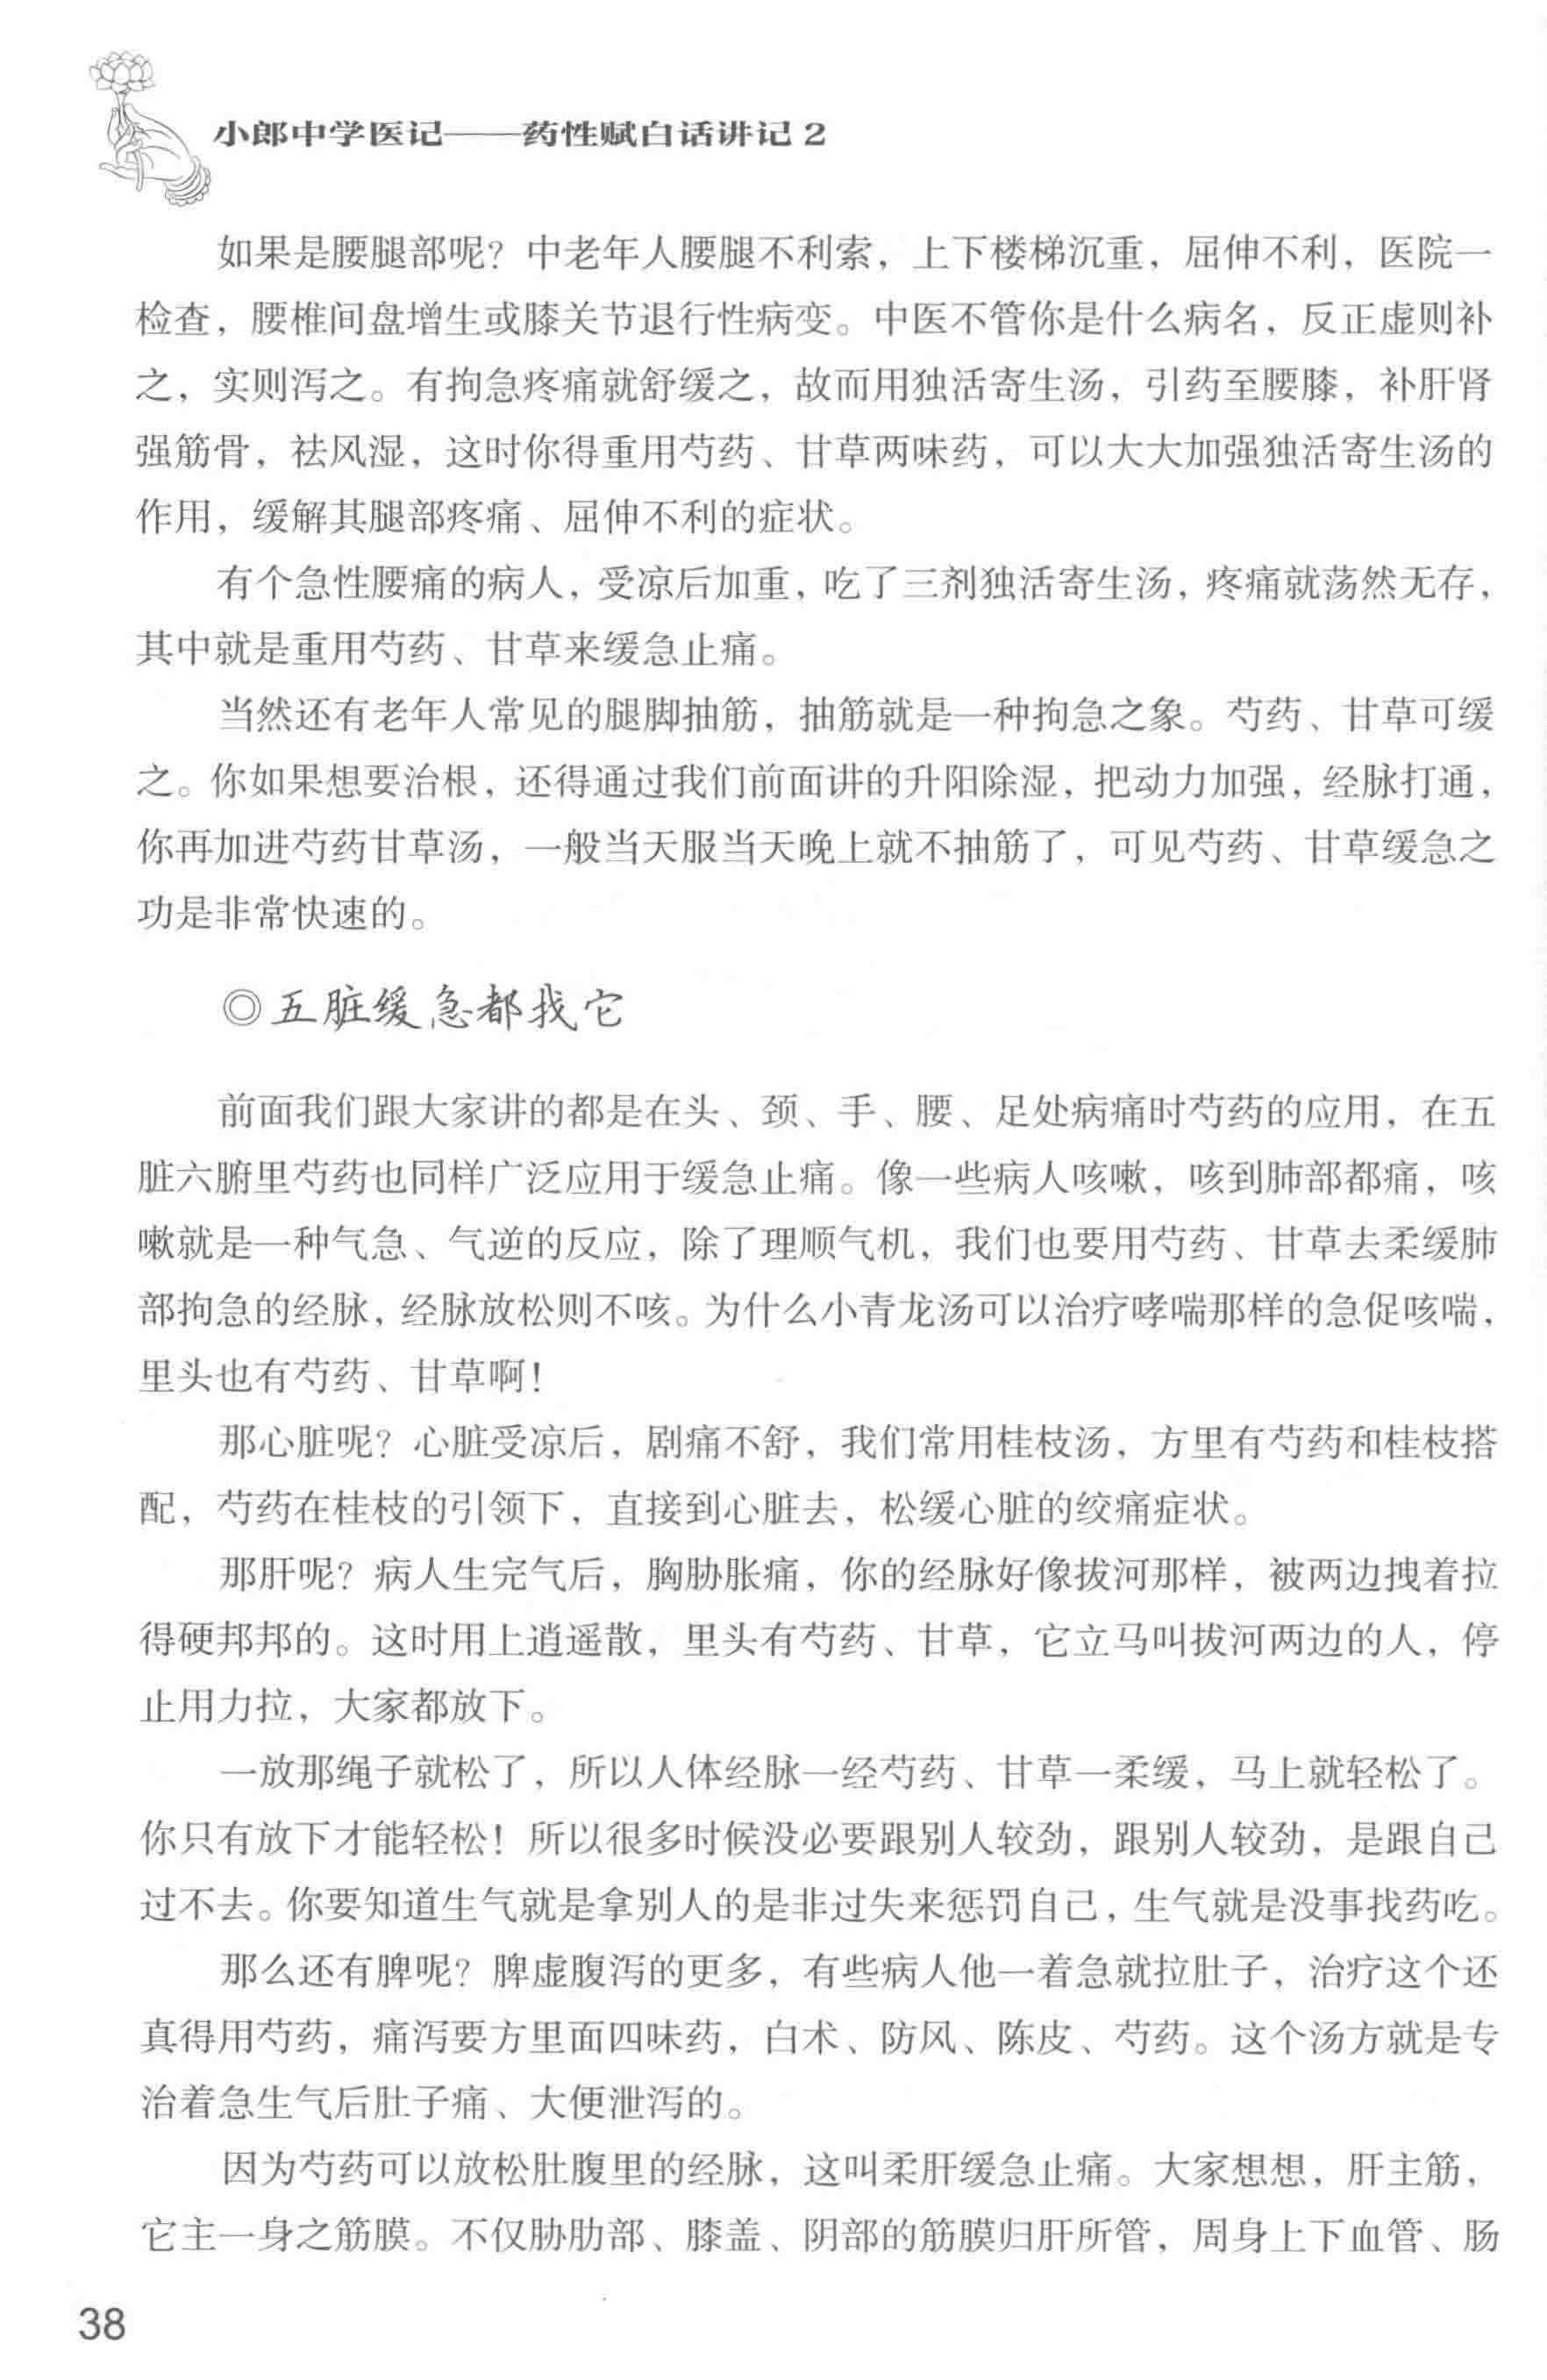 小郎中学医记——药性赋白话讲记 2
如果是腰腿部呢？中老年人腰腿不利索，上下楼梯沉重，屈伸不利，医院一
检查，腰椎间盘增生或膝关节退行性病变。中医不管你是什么病名，反正虚则补
之，实则泻之。有拘急疼痛就舒缓之，故而用独活寄生汤，引药至腰膝，补肝肾
强筋骨，祛风湿，这时你得重用芍药、甘草两味药，可以大大加强独活寄生汤的
作用，缓解其腿部疼痛、屈伸不利的症状。
有个急性腰痛的病人，受凉后加重，吃了三剂独活寄生汤，疼痛就荡然无存，
其中就是重用芍药、甘草来缓急止痛。
当然还有老年人常见的腿脚抽筋，抽筋就是一种拘急之象。芍药、甘草可缓
之。你如果想要治根，还得通过我们前面讲的升阳除湿，把动力加强，经脉打通，
你再加进芍药甘草汤，一般当天服当天晚上就不抽筋了，可见芍药、甘草缓急之
功是非常快速的。
◎五脏缓急都找它
前面我们跟大家讲的都是在头、颈、手、腰、足处病痛时芍药的应用，在五
脏六腑里芍药也同样广泛应用于缓急止痛。像一些病人咳嗽，咳到肺部都痛，咳
嗽就是一种气急、气逆的反应，除了理顺气机，我们也要用芍药、甘草去柔缓肺
部拘急的经脉，经脉放松则不咳。为什么小青龙汤可以治疗哮喘那样的急促咳喘，
里头也有芍药、甘草啊！
那心脏呢？心脏受凉后，剧痛不舒，我们常用桂枝汤，方里有芍药和桂枝搭
配，芍药在桂枝的引领下，直接到心脏去，松缓心脏的绞痛症状。
那肝呢？病人生完气后，胸胁胀痛，你的经脉好像拔河那样，被两边拽着拉
得硬邦邦的。这时用上逍遥散，里头有芍药、甘草，它立马叫拔河两边的人，停
止用力拉，大家都放下。
一放那绳子就松了，所以人体经脉一经芍药、甘草一柔缓，马上就轻松了。
你只有放下才能轻松！所以很多时候没必要跟别人较劲，跟别人较劲，是跟自己
过不去。你要知道生气就是拿别人的是非过失来惩罚自己，生气就是没事找药吃。
那么还有脾呢？脾虚腹泻的更多，有些病人他一着急就拉肚子，治疗这个还
真得用芍药，痛泻要方里面四味药，白术、防风、陈皮、芍药。这个汤方就是专
治着急生气后肚子痛、大便泄泻的。
因为芍药可以放松肚腹里的经脉，这叫柔肝缓急止痛。大家想想，肝主筋，
它主一身之筋膜。不仅胁肋部、膝盖、阴部的筋膜归肝所管，周身上下血管、肠
38